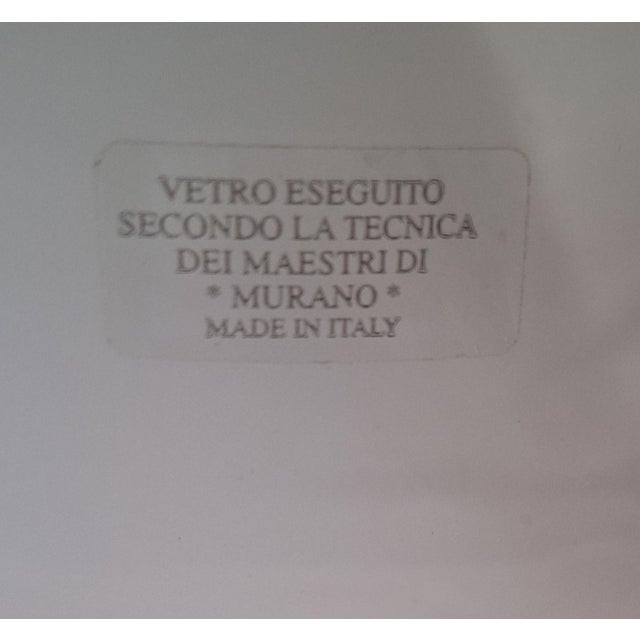 VETRO ESEGUITO
SECONDO LA TECNICA
DEI MAESTRI DI
* MURANO *
MADE IN ITALY